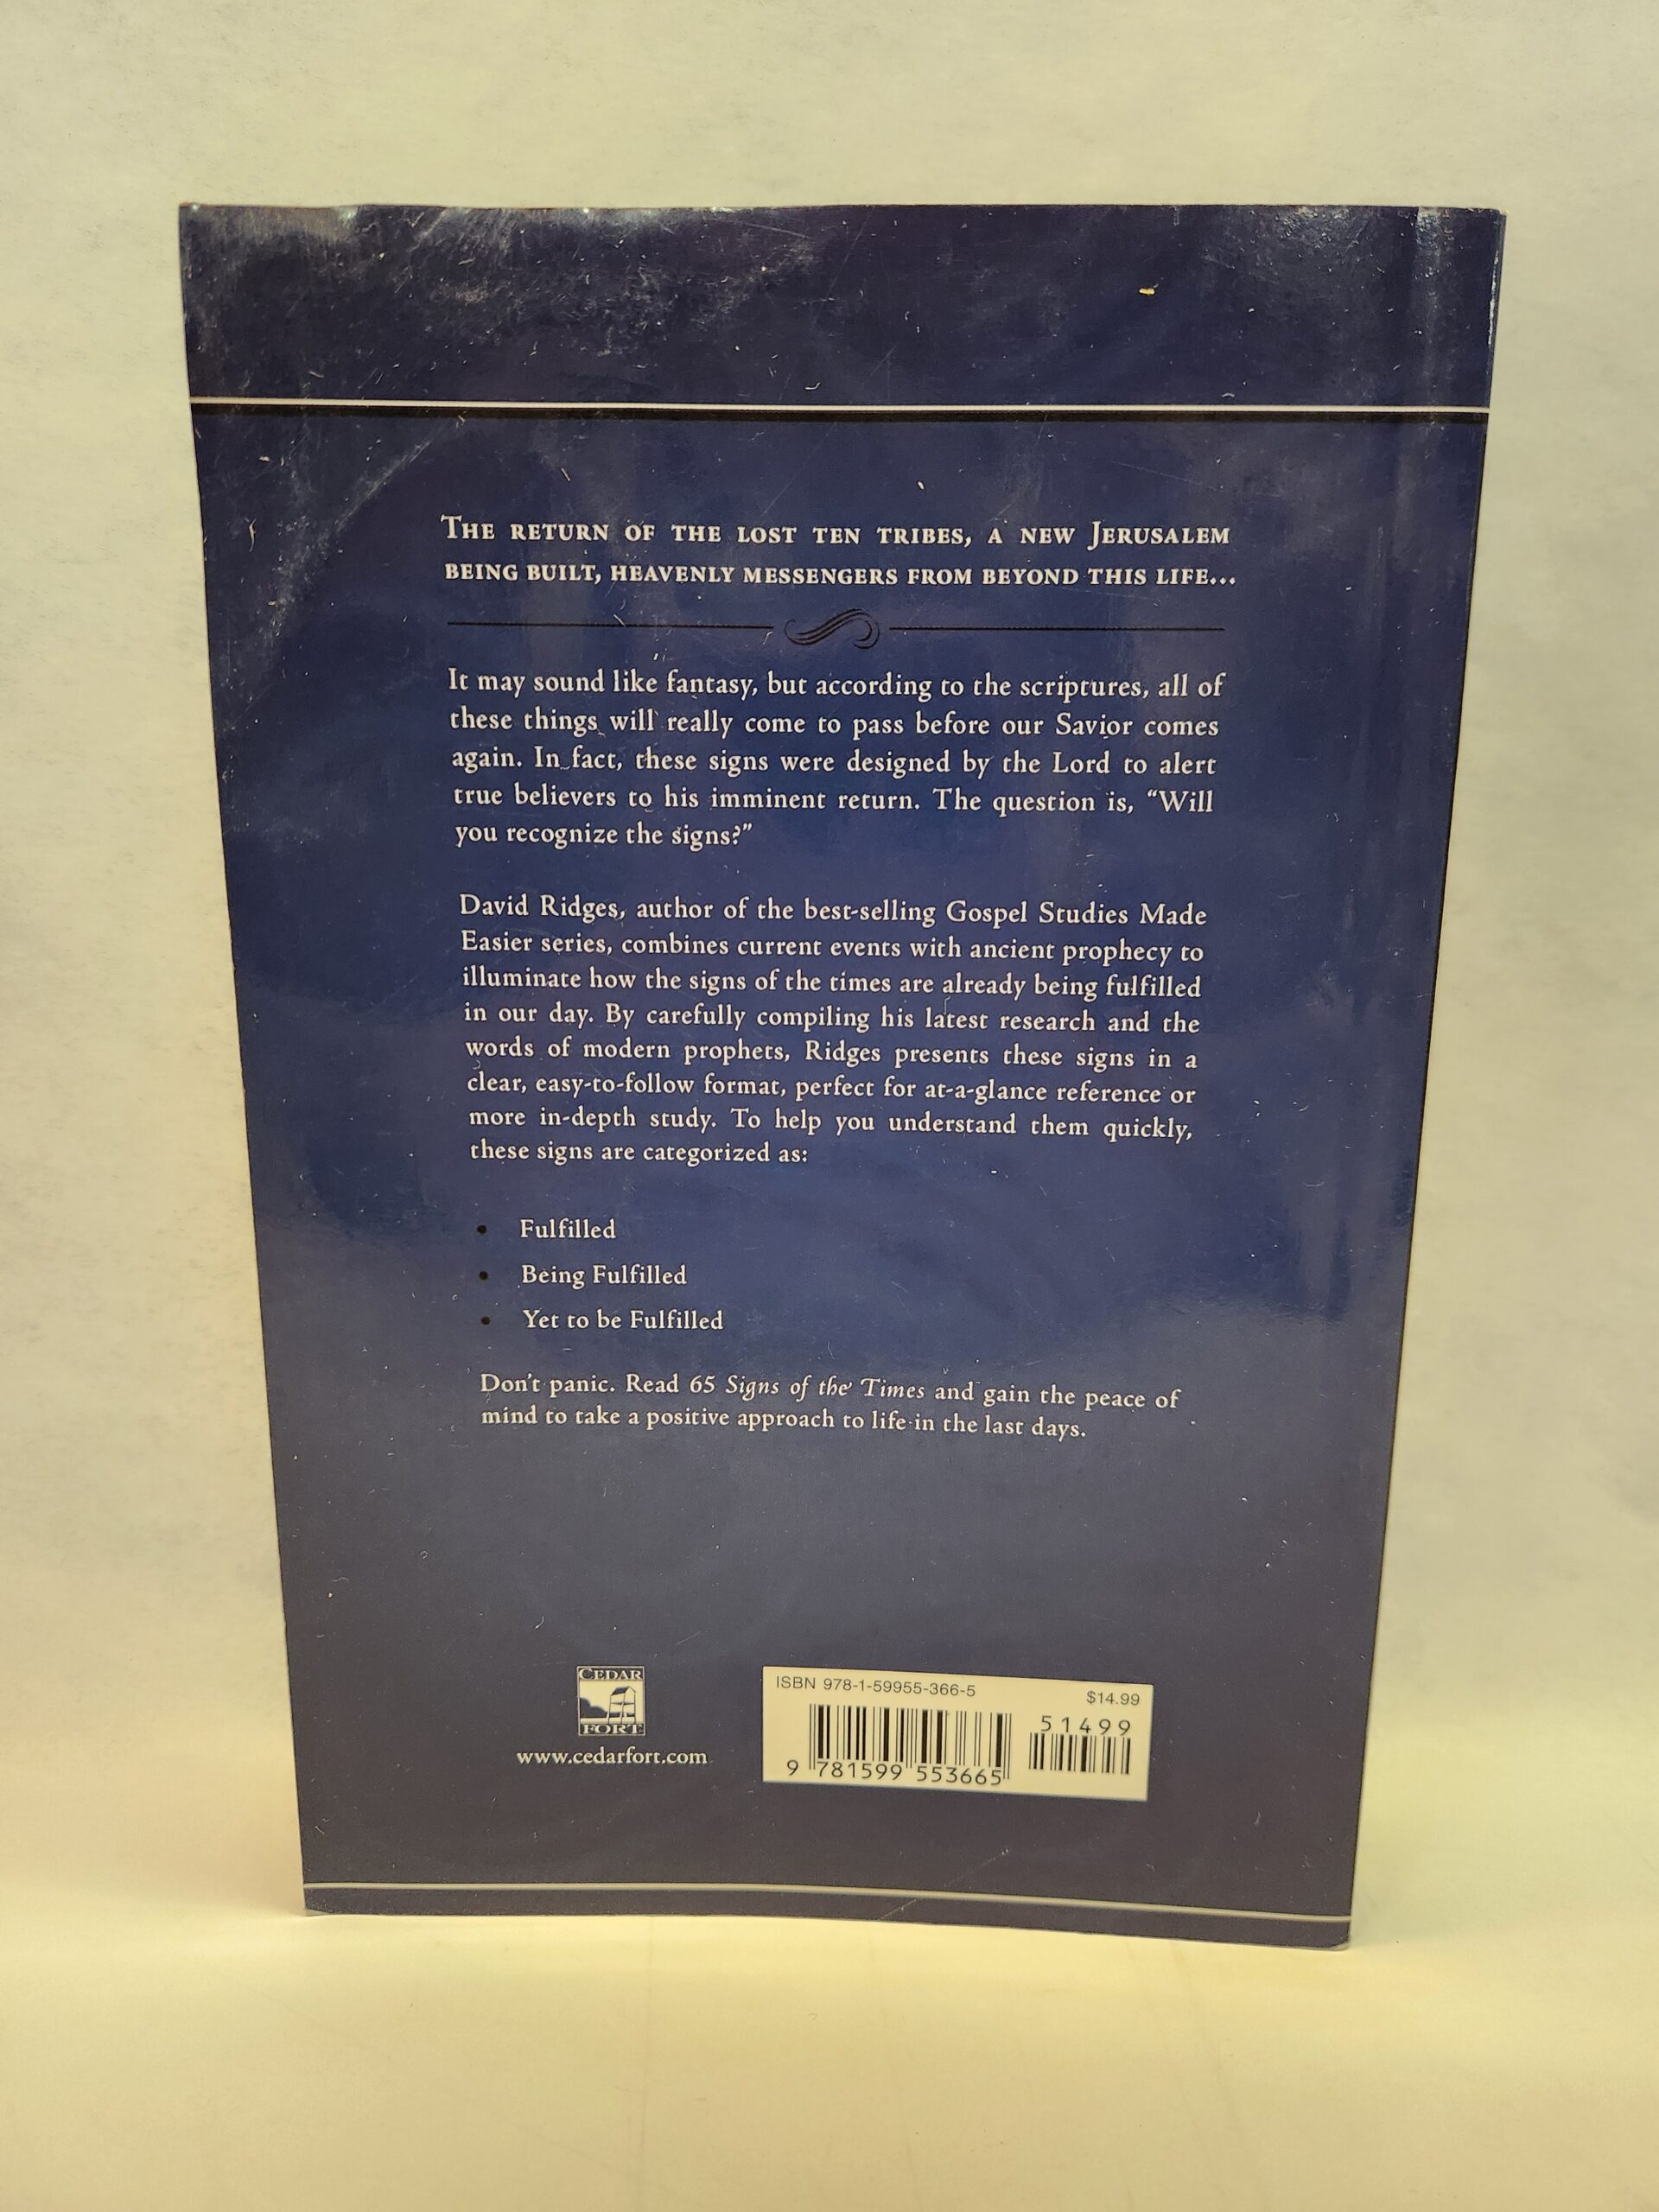 The return of the lost ten tribes, a new Jerusalem
being built, heavenly messengers from beyond this life...
It may sound like fantasy, but according to the scriptures, all of
these things will really come to pass before our Savior comes
again. In fact, these signs were designed by the Lord to alert
true believers to his imminent return. The question is, “Will
you recognize the signs?”
David Ridges, author of the best-selling Gospel Studies Made
Easier series, combines current events with ancient prophecy to
illuminate how the signs of the times are already being fulfilled
in our day. By carefully compiling his latest research and the
words of modern prophets, Ridges presents these signs in a
clear, easy-to-follow format, perfect for at-a-glance reference or
more in-depth study. To help you understand them quickly,
these signs are categorized as:
• Fulfilled
• Being Fulfilled
• Yet to be Fulfilled
Don't panic. Read 65 Signs of the Times and gain the peace of
mind to take a positive approach to life in the last days.
CEDAR
FORT
www.cedarfort.com
ISBN 978-1-59955-366-5
$14.99
51499
9 781599 553665